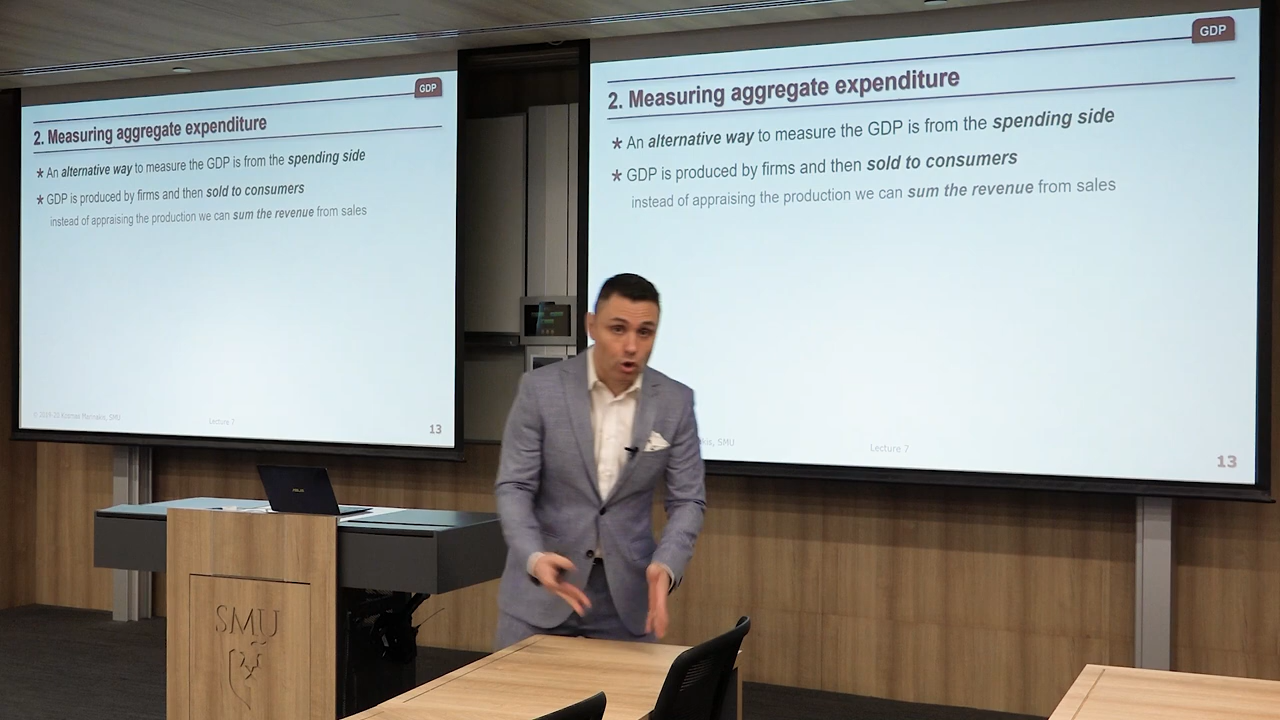 GDP
2. Measuring aggregate expenditure
* An alternative way to measure the GDP is from the spending side
* GDP is produced by firms and then sold to consumers
instead of appraising the production we can sum the revenue from sales
Lecture 7
13
GDP
2. Measuring aggregate expenditure
* An alternative way to measure the GDP is from the spending side
* GDP is produced by firms and then sold to consumers
instead of appraising the production we can sum the revenue from sales
SMU
Lecture 7
13
SMU